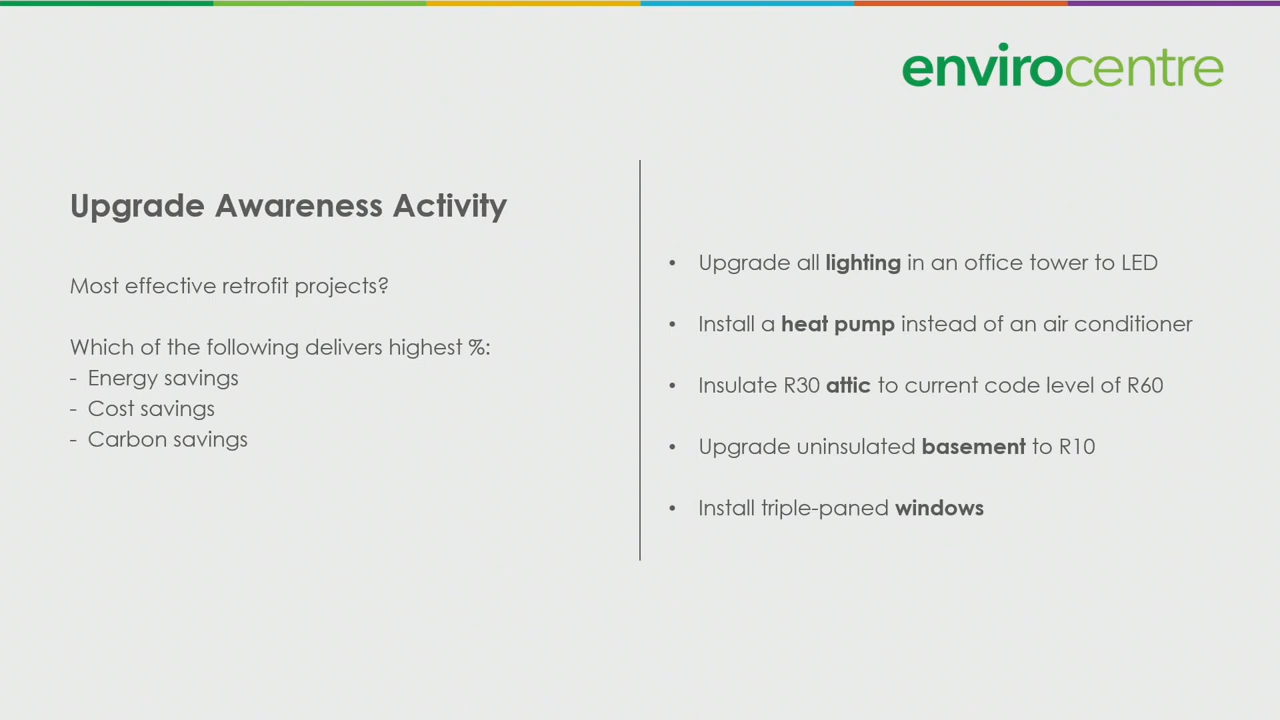 envirocentre
Upgrade Awareness Activity
Most effective retrofit projects?
Which of the following delivers highest %:
- Energy savings
- Cost savings
- Carbon savings
• Upgrade all lighting in an office tower to LED
• Install a heat pump instead of an air conditioner
• Insulate R30 attic to current code level of R60
• Upgrade uninsulated basement to R10
• Install triple-paned windows